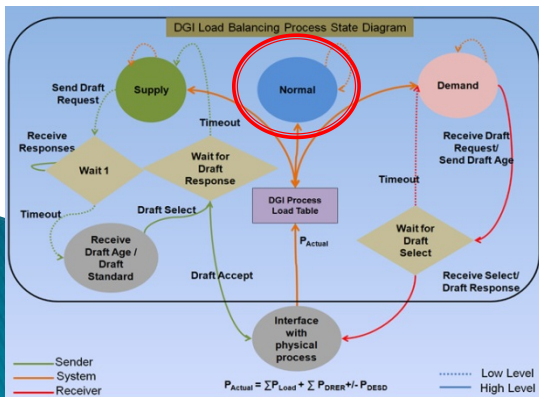 DGI Load Balancing Process State Diagram
Send Draft
Request
Supply
Normal
Demand
Receive
Responses
Timeout
Receive Draft
Request/
Send Draft Age
Wait 1
Wait for
Draft
Response
Timeout
DGI Process
Load Table
Timeout
Draft Select
Wait for
Draft
Select
Receive
Draft Age /
Draft
Standard
PActual
Draft Accept
Receive Select/
Draft Response
Interface
with
physical
process
Sender
System
Receiver
PActual = ∑PLoad + ∑ PDRER+/- PDESD
Low Level
High Level